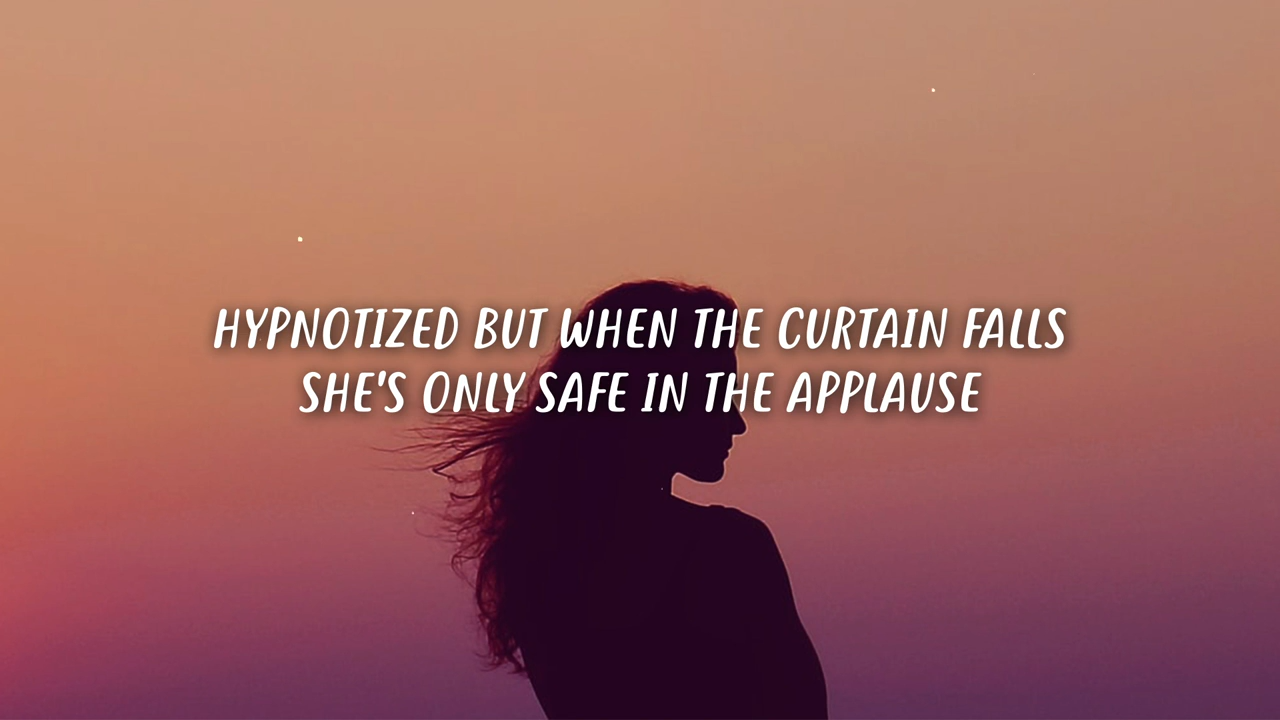 HYPNOTIZED BUT WHEN THE CURTAIN FALLS
SHE'S ONLY SAFE IN THE APPLAUSE